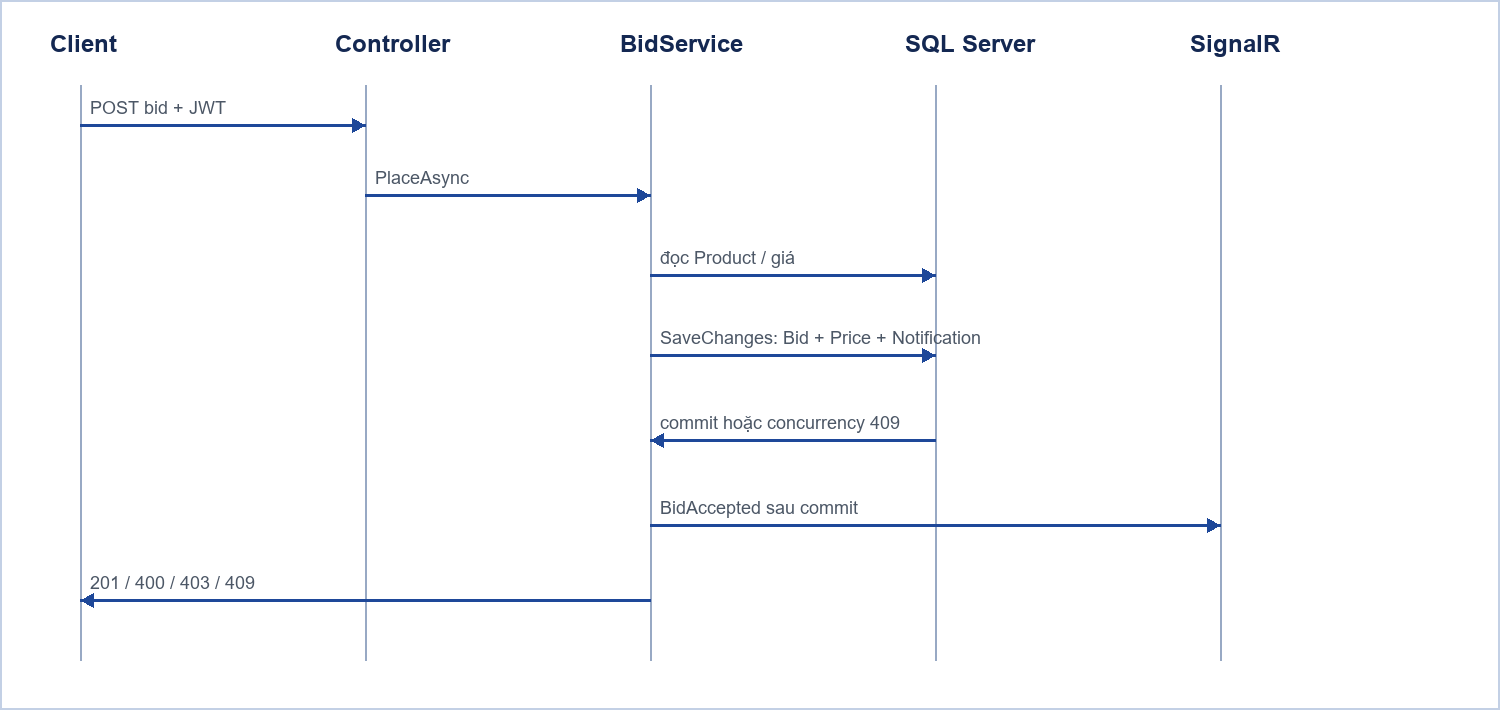 Client
Controller
BidService
SQL Server
SignalR
POST bid + JWT
PlaceAsync
đọc Product / giá
SaveChanges: Bid + Price + Notification
commit hoặc concurrency 409
BidAccepted sau commit
201 / 400 / 403 / 409